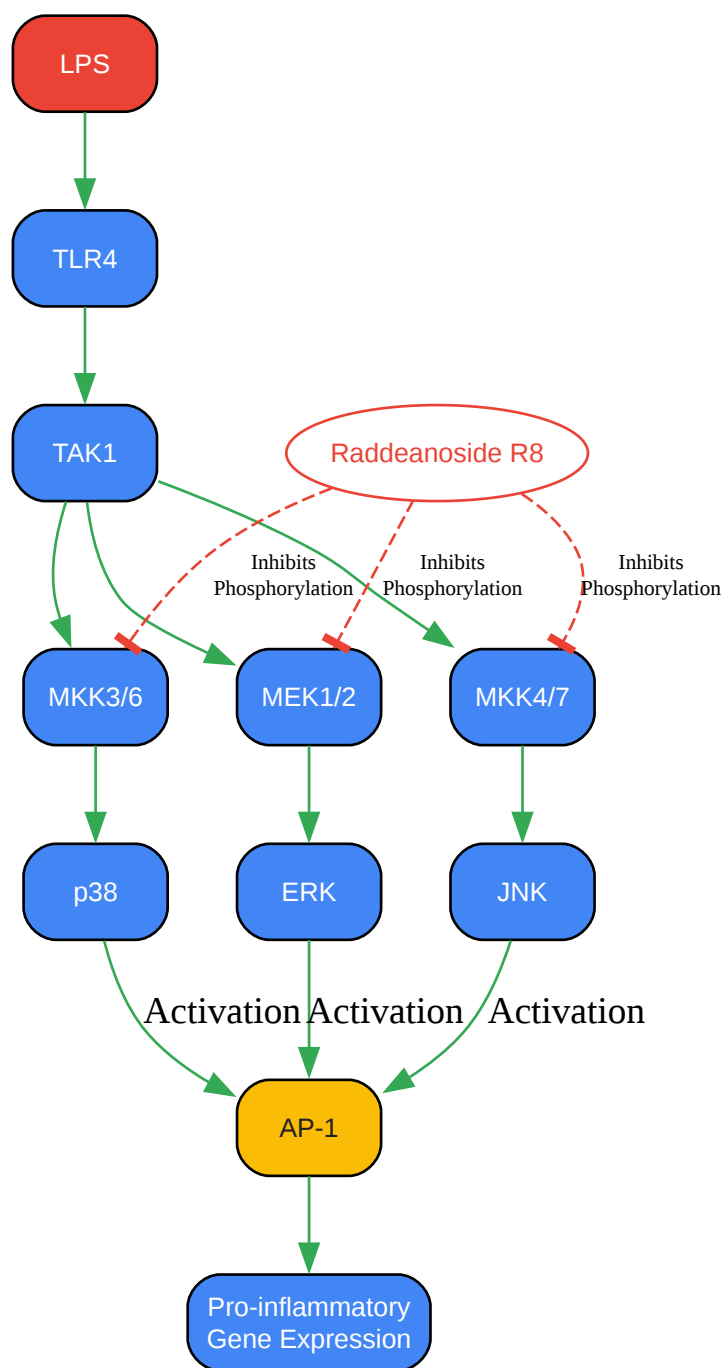 LPS
TLR4
TAK1
Raddeanoside R8
Inhibits
Phosphorylation
Inhibits
Phosphorylation
Inhibits
Phosphorylation
MKK3/6
MEK1/2
MKK4/7
p38
ERK
JNK
Activation
Activation
Activation
AP-1
Pro-inflammatory
Gene Expression